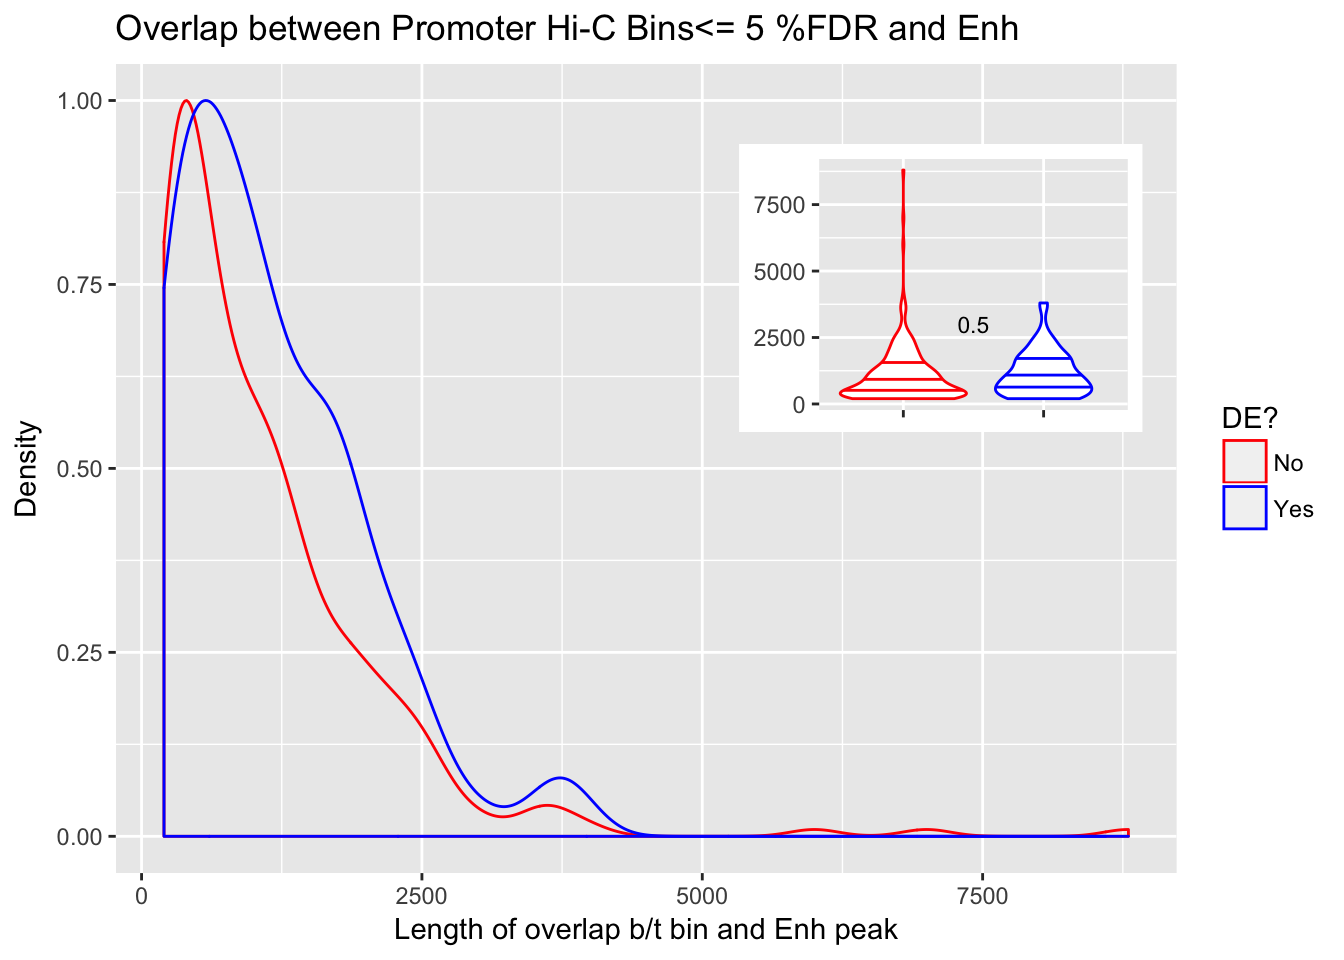 Overlap between Promoter Hi-C Bins<= 5 %FDR and Enh
Density
1.00
0.75
0.50
0.25
0.00
0
2500
5000
7500
Length of overlap b/t bin and Enh peak
7500
5000
2500
0
0.5
DE?
No
Yes